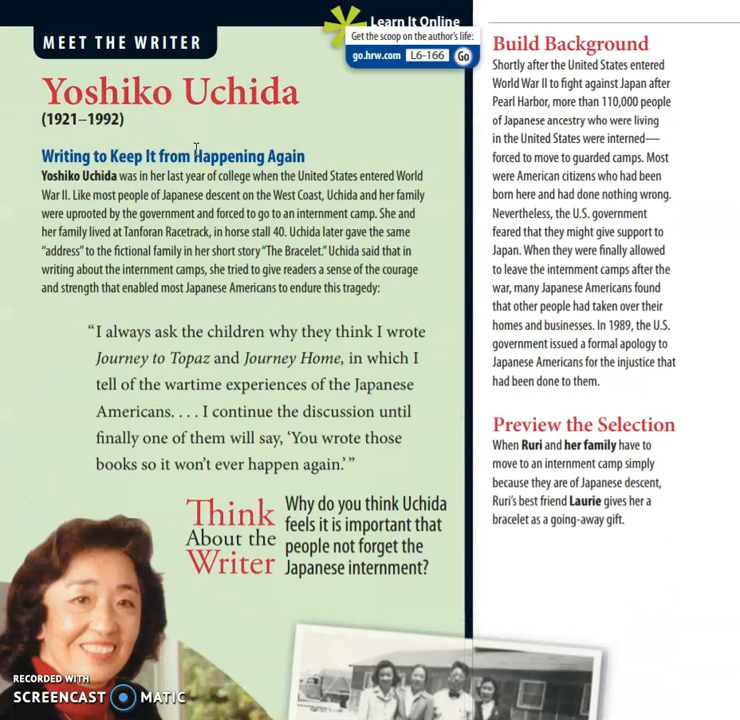 Learn It Online
Get the scoop on the author's life:
go.hrw.com L6-166 Go
MEET THE WRITER
Yoshiko Uchida
(1921–1992)
Writing to Keep It from Happening Again
Yoshiko Uchida was in her last year of college when the United States entered World
War II. Like most people of Japanese descent on the West Coast, Uchida and her family
were uprooted by the government and forced to go to an internment camp. She and
her family lived at Tanforan Racetrack, in horse stall 40. Uchida later gave the same
"address" to the fictional family in her short story "The Bracelet." Uchida said that in
writing about the internment camps, she tried to give readers a sense of the courage
and strength that enabled most Japanese Americans to endure this tragedy:
"I always ask the children why they think I wrote
Journey to Topaz and Journey Home, in which I
tell of the wartime experiences of the Japanese
Americans. . . . I continue the discussion until
finally one of them will say, 'You wrote those
books so it won't ever happen again.'"
Think
About the
Writer
Why do you think Uchida
feels it is important that
people not forget the
Japanese internment?
Build Background
Shortly after the United States entered
World War II to fight against Japan after
Pearl Harbor, more than 110,000 people
of Japanese ancestry who were living
in the United States were interned—
forced to move to guarded camps. Most
were American citizens who had been
born here and had done nothing wrong.
Nevertheless, the U.S. government
feared that they might give support to
Japan. When they were finally allowed
to leave the internment camps after the
war, many Japanese Americans found
that other people had taken over their
homes and businesses. In 1989, the U.S.
government issued a formal apology to
Japanese Americans for the injustice that
had been done to them.
Preview the Selection
When Ruri and her family have to
move to an internment camp simply
because they are of Japanese descent,
Ruri's best friend Laurie gives her a
bracelet as a going-away gift.
RECORDED WITH
SCREENCAST MATIC